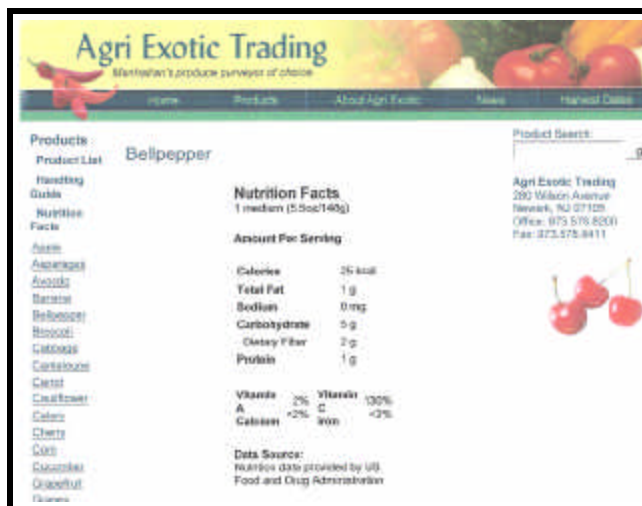 Agri Exotic Trading
Manhattan's produce surveyor of choice
Home Products About Agri Exotic News Harvest Dates
Products
Product List
Handling
Guide
Nutrition
Facts
Apple
Asparagus
Avocdo
Banana
Bellpepper
Broccoli
Cabbage
Cantaloupe
Carrot
Cauliflower
Celery
Cherry
Corn
Cucumber
Grapefruit
Grapes
Bellpepper
Nutrition Facts
1 medium (5.5oz/148g)
Amount Per Serving
Calories 25 kcal
Total Fat 1 g
Sodium 0 mg
Carbohydrate 5 g
Dietary Fiber 2 g
Protein 1 g
Vitamin A 2% Vitamin C 130%
Calcium <2% Iron <2%
Data Source:
Nutrition data provided by US
Food and Drug Administration
Product Search:
Agri Exotic Trading
280 Wilson Avenue
Newark, NJ 07105
Office: 973.578.8200
Fax: 973.578.8411